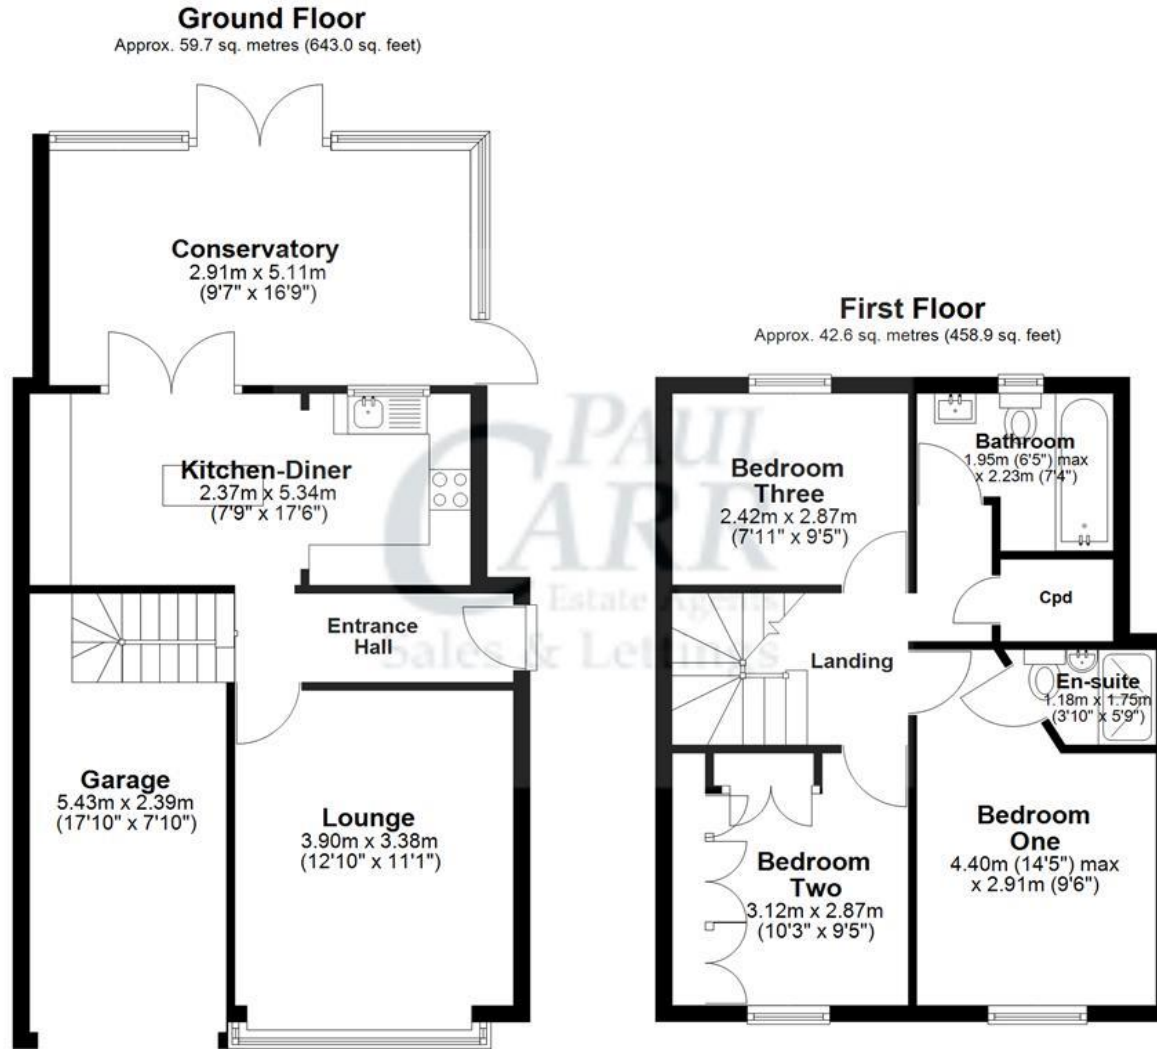 Ground Floor
Approx. 59.7 sq. metres (643.0 sq. feet)
Conservatory
2.91m x 5.11m
(9'7" x 16'9")
Kitchen-Diner
2.37m x 5.34m
(7'9" x 17'6")
Entrance
Hall
Garage
5.43m x 2.39m
(17'10" x 7'10")
Lounge
3.90m x 3.38m
(12'10" x 11'1")
First Floor
Approx. 42.6 sq. metres (458.9 sq. feet)
Bedroom
Three
2.42m x 2.87m
(7'11" x 9'5")
Bathroom
1.95m (6'5") max
x 2.23m (7'4")
Cpd
Landing
En-suite
1.18m x 1.75m
(3'10" x 5'9")
Bedroom
Two
3.12m x 2.87m
(10'3" x 9'5")
Bedroom
One
4.40m (14'5") max
x 2.91m (9'6")
PAUL
CARR
Estate Agents
Sales & Lettings